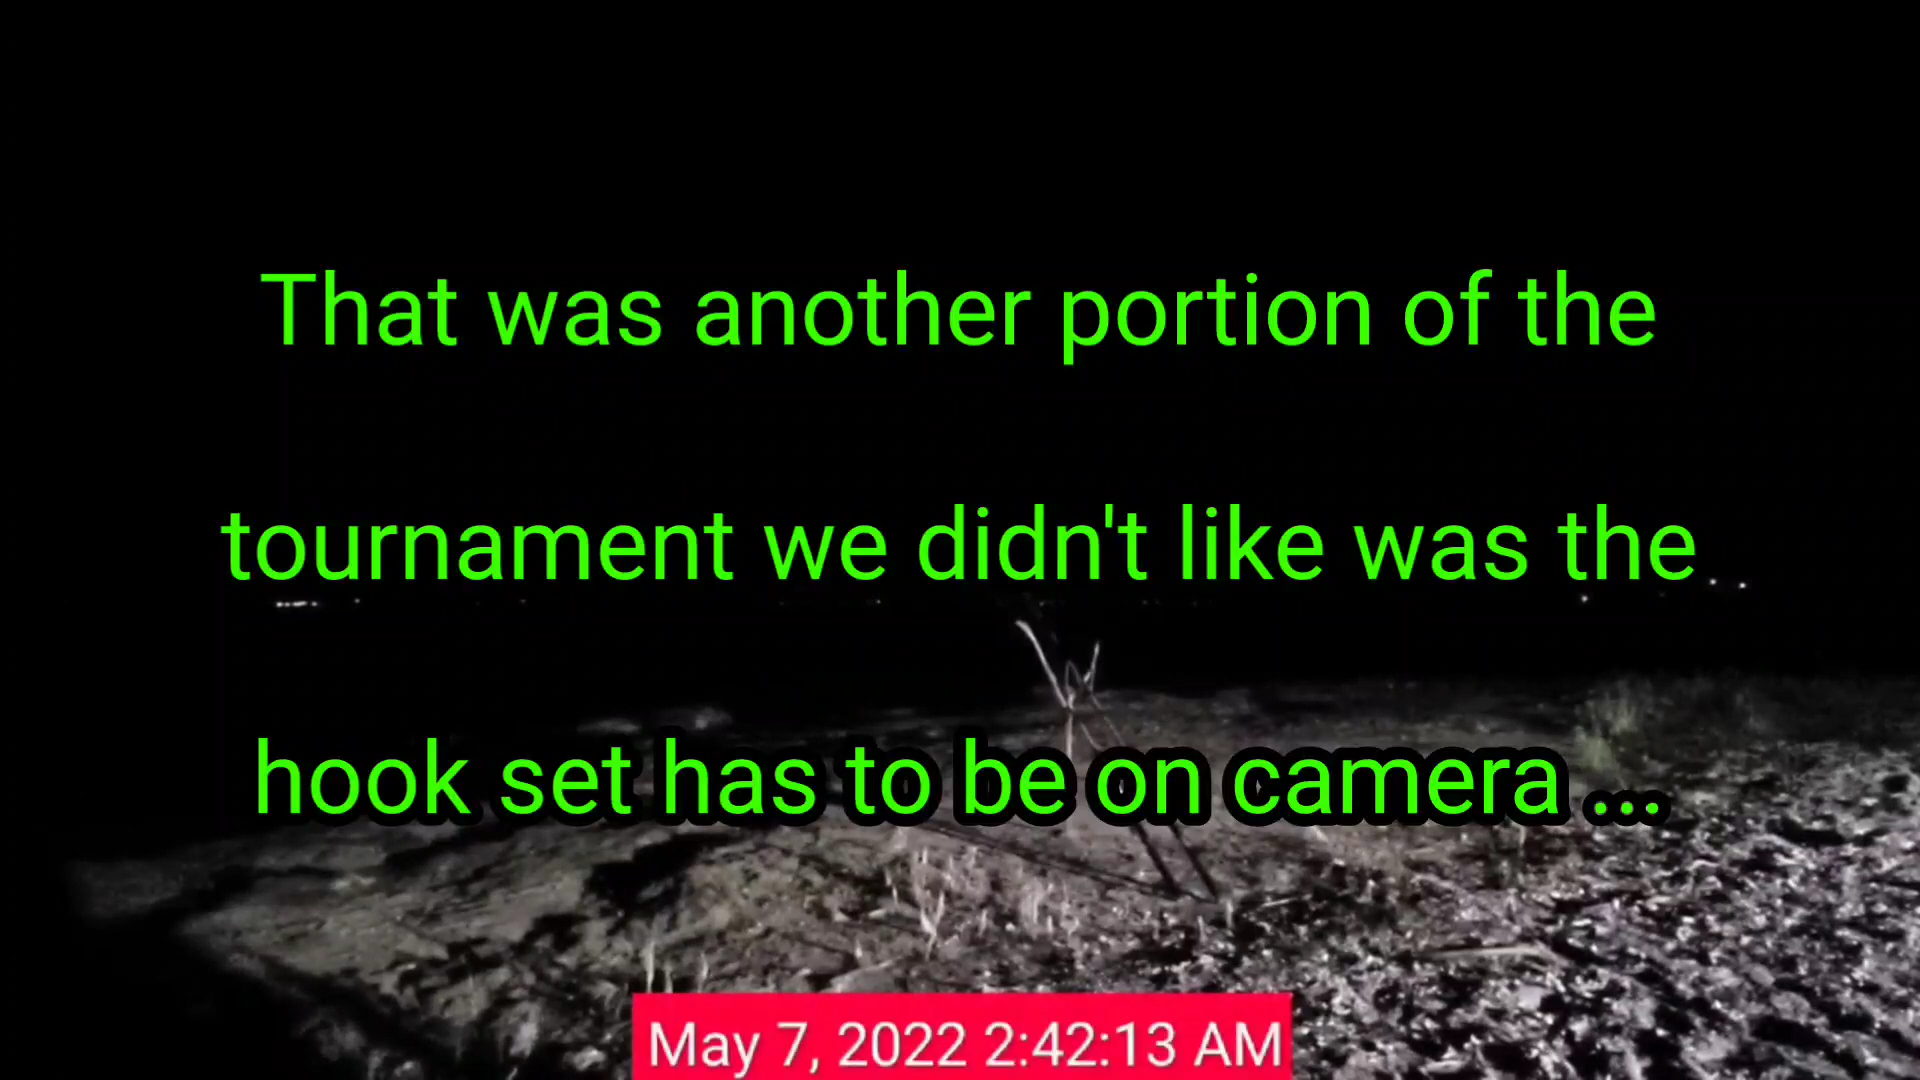 That was another portion of the
tournament we didn't like was the
hook set has to be on camera ...
May 7, 2022 2:42:13 AM